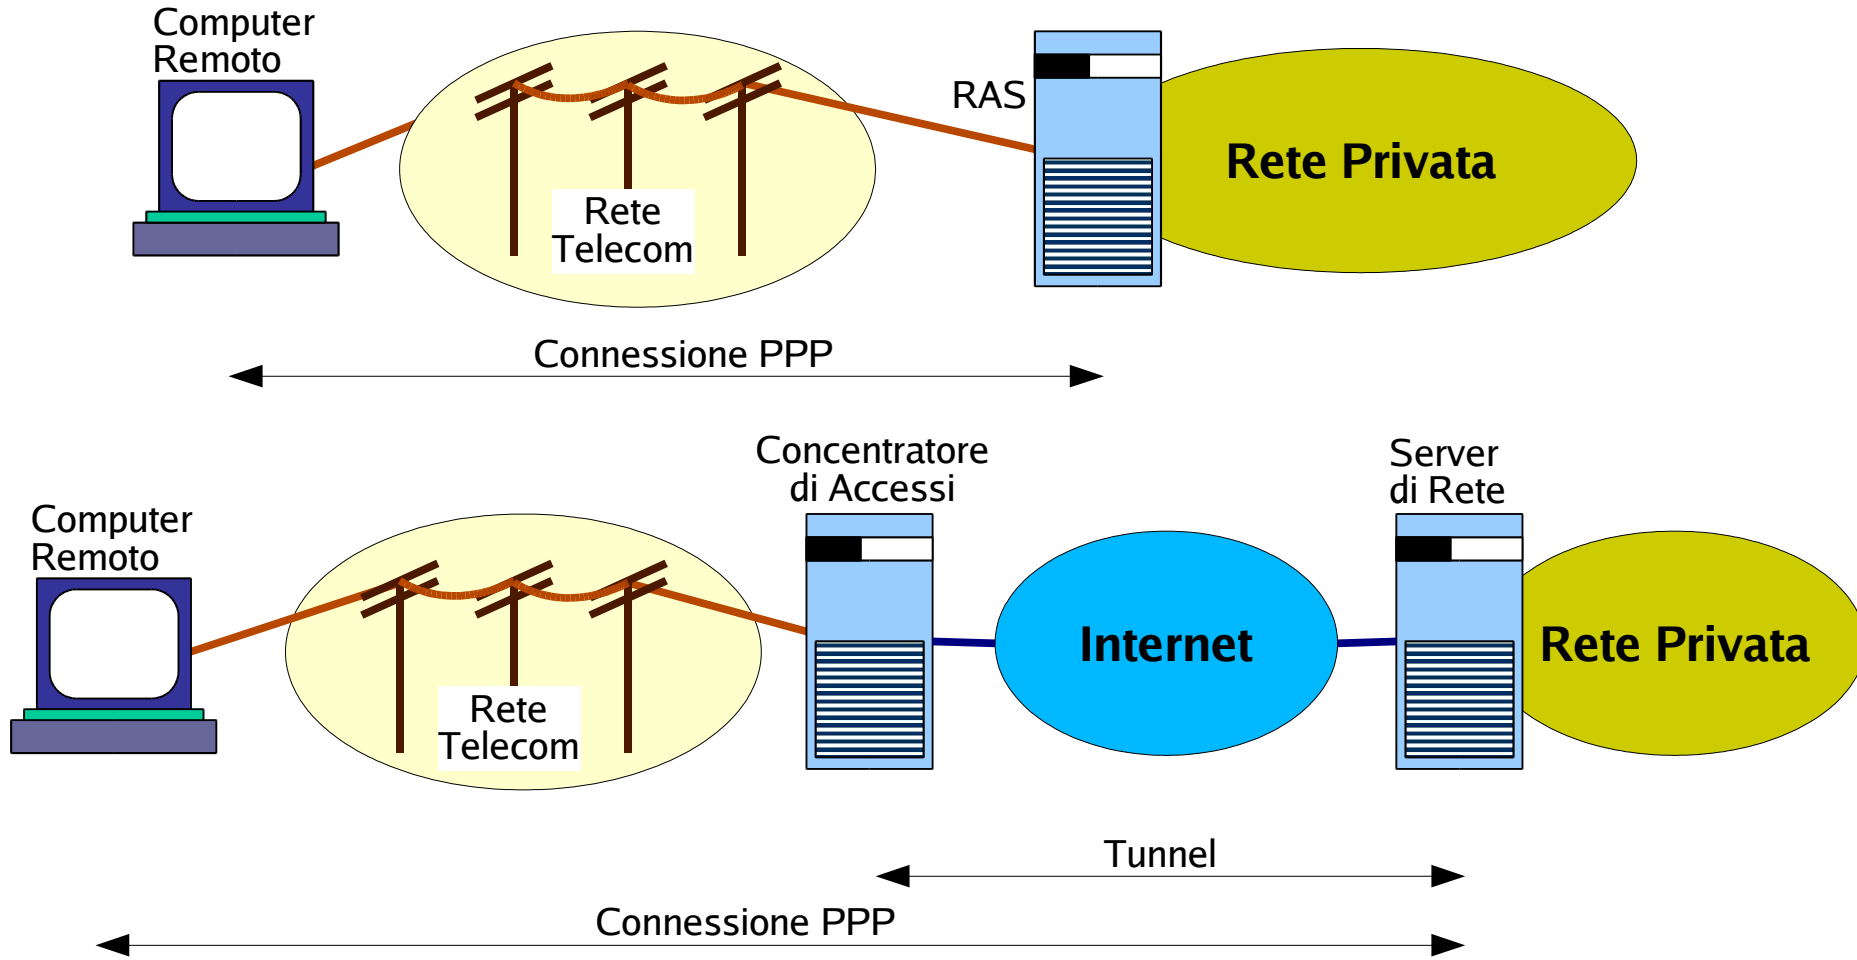 Computer
Remoto
RAS
Rete Privata
Rete
Telecom
Connessione PPP
Concentratore
di Accessi
Server
di Rete
Computer
Remoto
Internet
Rete Privata
Rete
Telecom
Tunnel
Connessione PPP